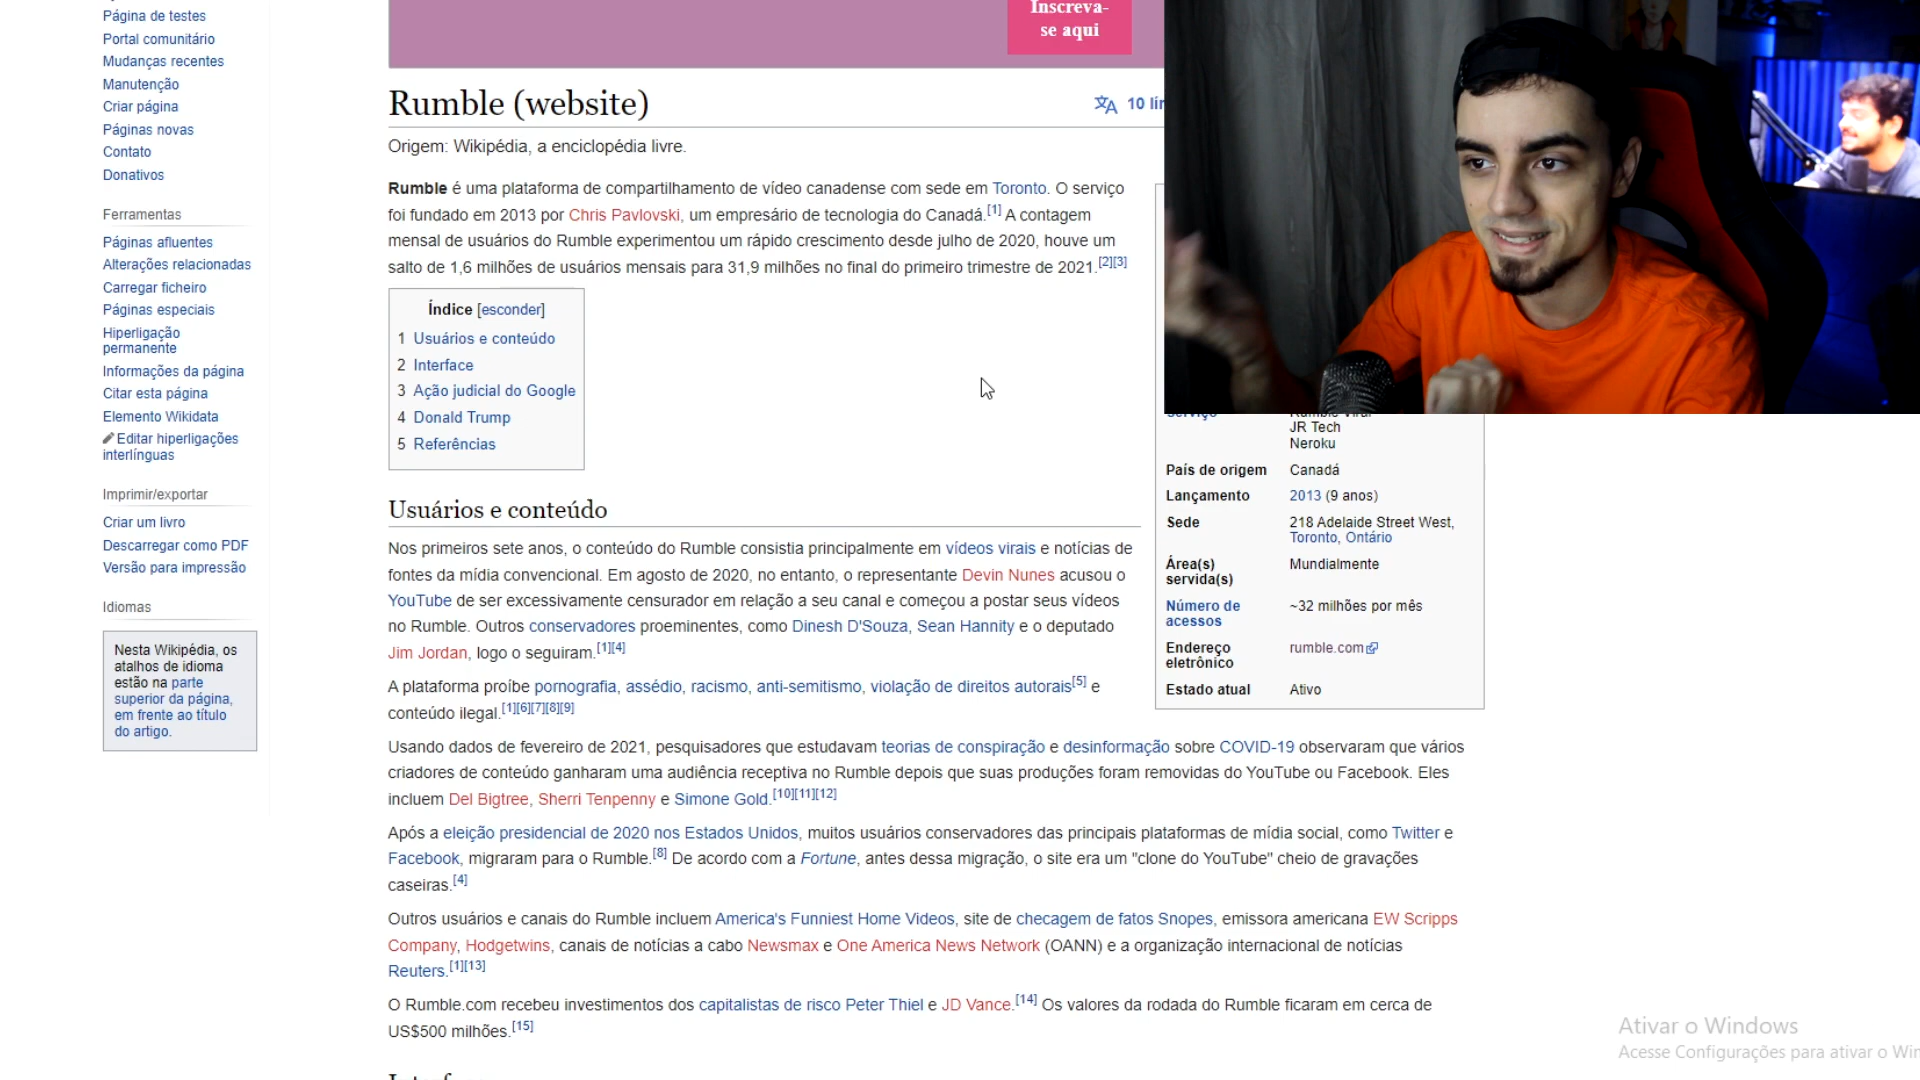 Página de testes
Portal comunitário
Mudanças recentes
Manutenção
Criar página
Páginas novas
Contato
Donativos
Ferramentas
Páginas afluentes
Alterações relacionadas
Carregar ficheiro
Páginas especiais
Hiperligação
permanente
Informações da página
Citar esta página
Elemento Wikidata
Editar hiperligações
interlínguas
Imprimir/exportar
Criar um livro
Descarregar como PDF
Versão para impressão
Idiomas
Nesta Wikipédia, os
atalhos de idioma
estão na parte
superior da página,
em frente ao título
do artigo.
Inscreva-
se aqui
Rumble (website)
10
Origem: Wikipédia, a enciclopédia livre.
Rumble é uma plataforma de compartilhamento de vídeo canadense com sede em Toronto. O serviço
foi fundado em 2013 por Chris Pavlovski, um empresário de tecnologia do Canadá.[1] A contagem
mensal de usuários do Rumble experimentou um rápido crescimento desde julho de 2020, houve um
salto de 1,6 milhões de usuários mensais para 31,9 milhões no final do primeiro trimestre de 2021.[2][3]
Índice [esconder]
1 Usuários e conteúdo
2 Interface
3 Ação judicial do Google
4 Donald Trump
5 Referências
Usuários e conteúdo
Nos primeiros sete anos, o conteúdo do Rumble consistia principalmente em vídeos virais e notícias de
fontes da mídia convencional. Em agosto de 2020, no entanto, o representante Devin Nunes acusou o
YouTube de ser excessivamente censurador em relação a seu canal e começou a postar seus vídeos
no Rumble. Outros conservadores proeminentes, como Dinesh D'Souza, Sean Hannity e o deputado
Jim Jordan, logo o seguiram.[1][4]
A plataforma proíbe pornografia, assédio, racismo, anti-semitismo, violação de direitos autorais[5] e
conteúdo ilegal.[1][6][7][8][9]
Usando dados de fevereiro de 2021, pesquisadores que estudavam teorias de conspiração e desinformação sobre COVID-19 observaram que vários
criadores de conteúdo ganharam uma audiência receptiva no Rumble depois que suas produções foram removidas do YouTube ou Facebook. Eles
incluem Del Bigtree, Sherri Tenpenny e Simone Gold.[10][11][12]
Após a eleição presidencial de 2020 nos Estados Unidos, muitos usuários conservadores das principais plataformas de mídia social, como Twitter e
Facebook, migraram para o Rumble.[8] De acordo com a Fortune, antes dessa migração, o site era um "clone do YouTube" cheio de gravações
caseiras.[4]
Outros usuários e canais do Rumble incluem America's Funniest Home Videos, site de checagem de fatos Snopes, emissora americana EW Scripps
Company, Hodgetwins, canais de notícias a cabo Newsmax e One America News Network (OANN) e a organização internacional de notícias
Reuters.[1][13]
O Rumble.com recebeu investimentos dos capitalistas de risco Peter Thiel e JD Vance.[14] Os valores da rodada do Rumble ficaram em cerca de
US$500 milhões.[15]
serviço Rumble Viral
JR Tech
Neroku
País de origem Canadá
Lançamento 2013 (9 anos)
Sede 218 Adelaide Street West,
Toronto, Ontário
Área(s) Mundialmente
servida(s)
Número de ~32 milhões por mês
acessos
Endereço rumble.com
eletrônico
Estado atual Ativo
Ativar o Windows
Acesse Configurações para ativar o